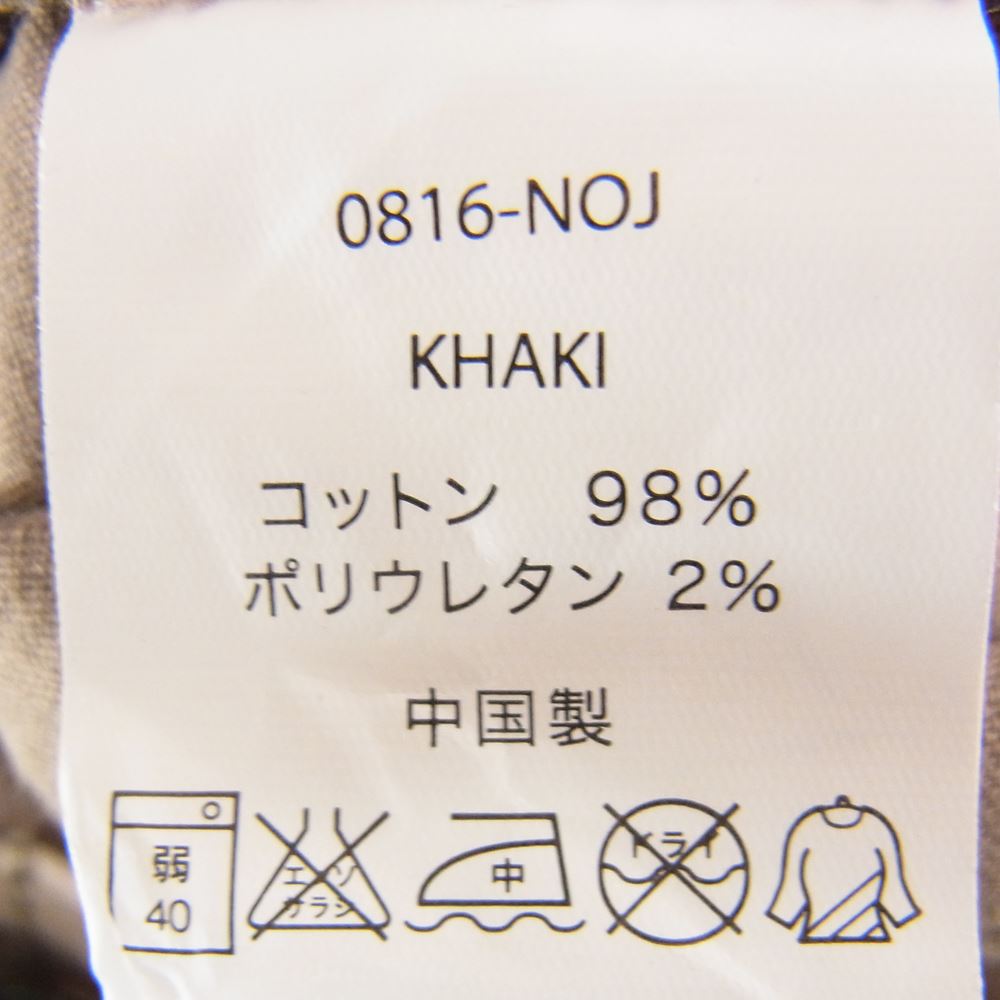 0816-NOJ
KHAKI
コットン 98%
ポリウレタン 2%
中国製
弱
40
エンソ
サラシ
中
ドライ